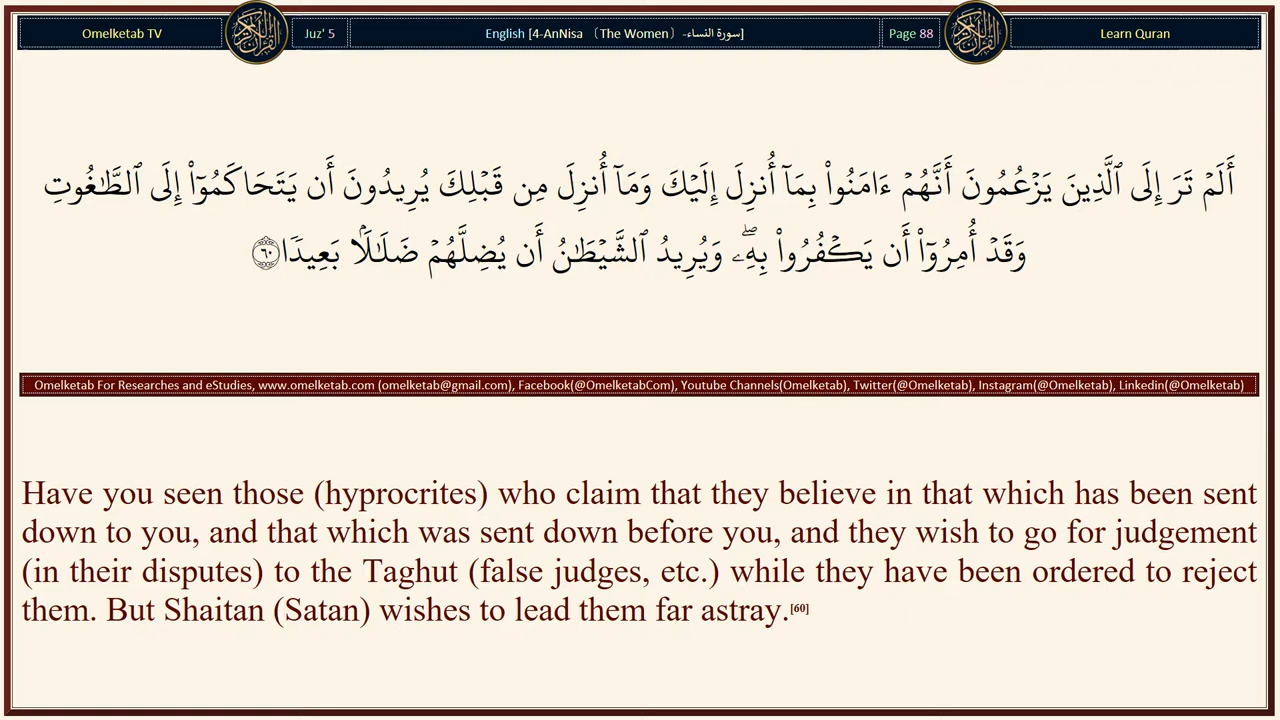 Omelketab TV
Juz' 5
English [4-AnNisa (The Women) -سورة النساء]
Page 88
Learn Quran
أَلَمۡ تَرَ إِلَى ٱلَّذِينَ يَزۡعُمُونَ أَنَّهُمۡ ءَامَنُواْ بِمَآ أُنزِلَ إِلَيۡكَ وَمَآ أُنزِلَ مِن قَبۡلِكَ يُرِيدُونَ أَن يَتَحَاكَمُوٓاْ إِلَى ٱلطَّٰغُوتِ
وَقَدۡ أُمِرُوٓاْ أَن يَكۡفُرُواْ بِهِۦۖ وَيُرِيدُ ٱلشَّيۡطَٰنُ أَن يُضِلَّهُمۡ ضَلَٰلَۢا بَعِيدٗا ٦٠
Omelketab For Researches and eStudies, www.omelketab.com (omelketab@gmail.com), Facebook(@OmelketabCom), Youtube Channels(Omelketab), Twitter(@Omelketab), Instagram(@Omelketab), Linkedin(@Omelketab)
Have you seen those (hyprocrites) who claim that they believe in that which has been sent
down to you, and that which was sent down before you, and they wish to go for judgement
(in their disputes) to the Taghut (false judges, etc.) while they have been ordered to reject
them. But Shaitan (Satan) wishes to lead them far astray.[60]